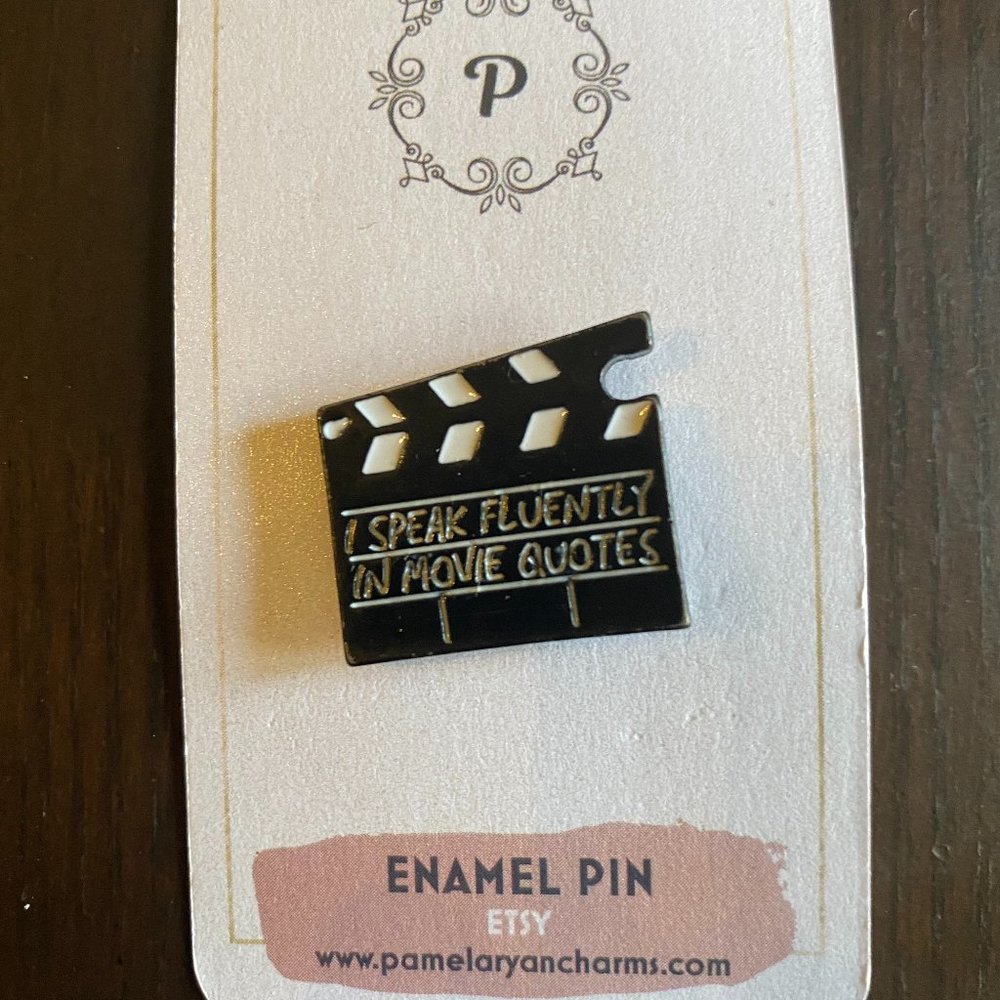 P
I SPEAK FLUENTLY
IN MOVIE QUOTES
ENAMEL PIN
ETSY
www.pamelaryancharms.com